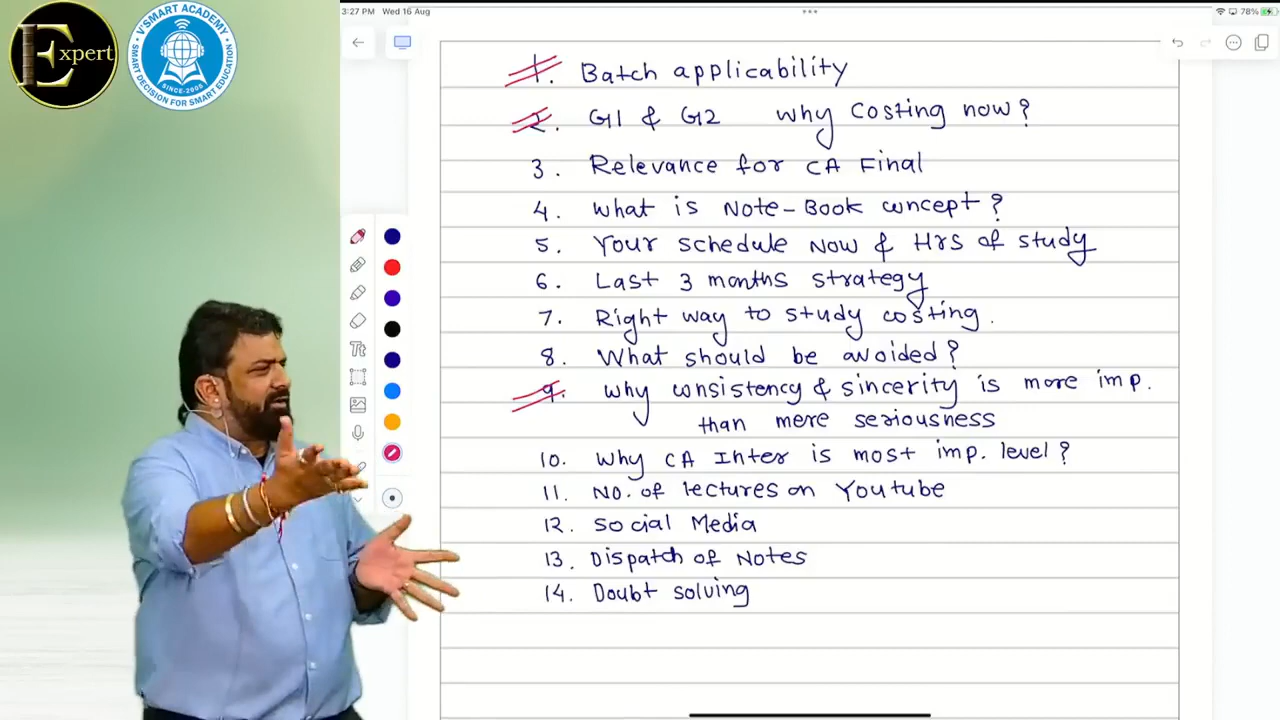 3:27 PM Wed 16 Aug
78%
Expert
V'SMART ACADEMY
SINCE-2005
SMART DECISION FOR SMART EDUCATION
Tt
1. Batch applicability
2. G1 & G2 why costing now?
3. Relevance for CA Final
4. What is Note-Book concept?
5. Your schedule Now & Hrs of study
6. Last 3 months strategy
7. Right way to study costing.
8. What should be avoided?
9. why consistency & sincerity is more imp.
than mere seriousness
10. Why CA Inter is most imp. level?
11. No. of lectures on Youtube
12. Social Media
13. Dispatch of Notes
14. Doubt solving